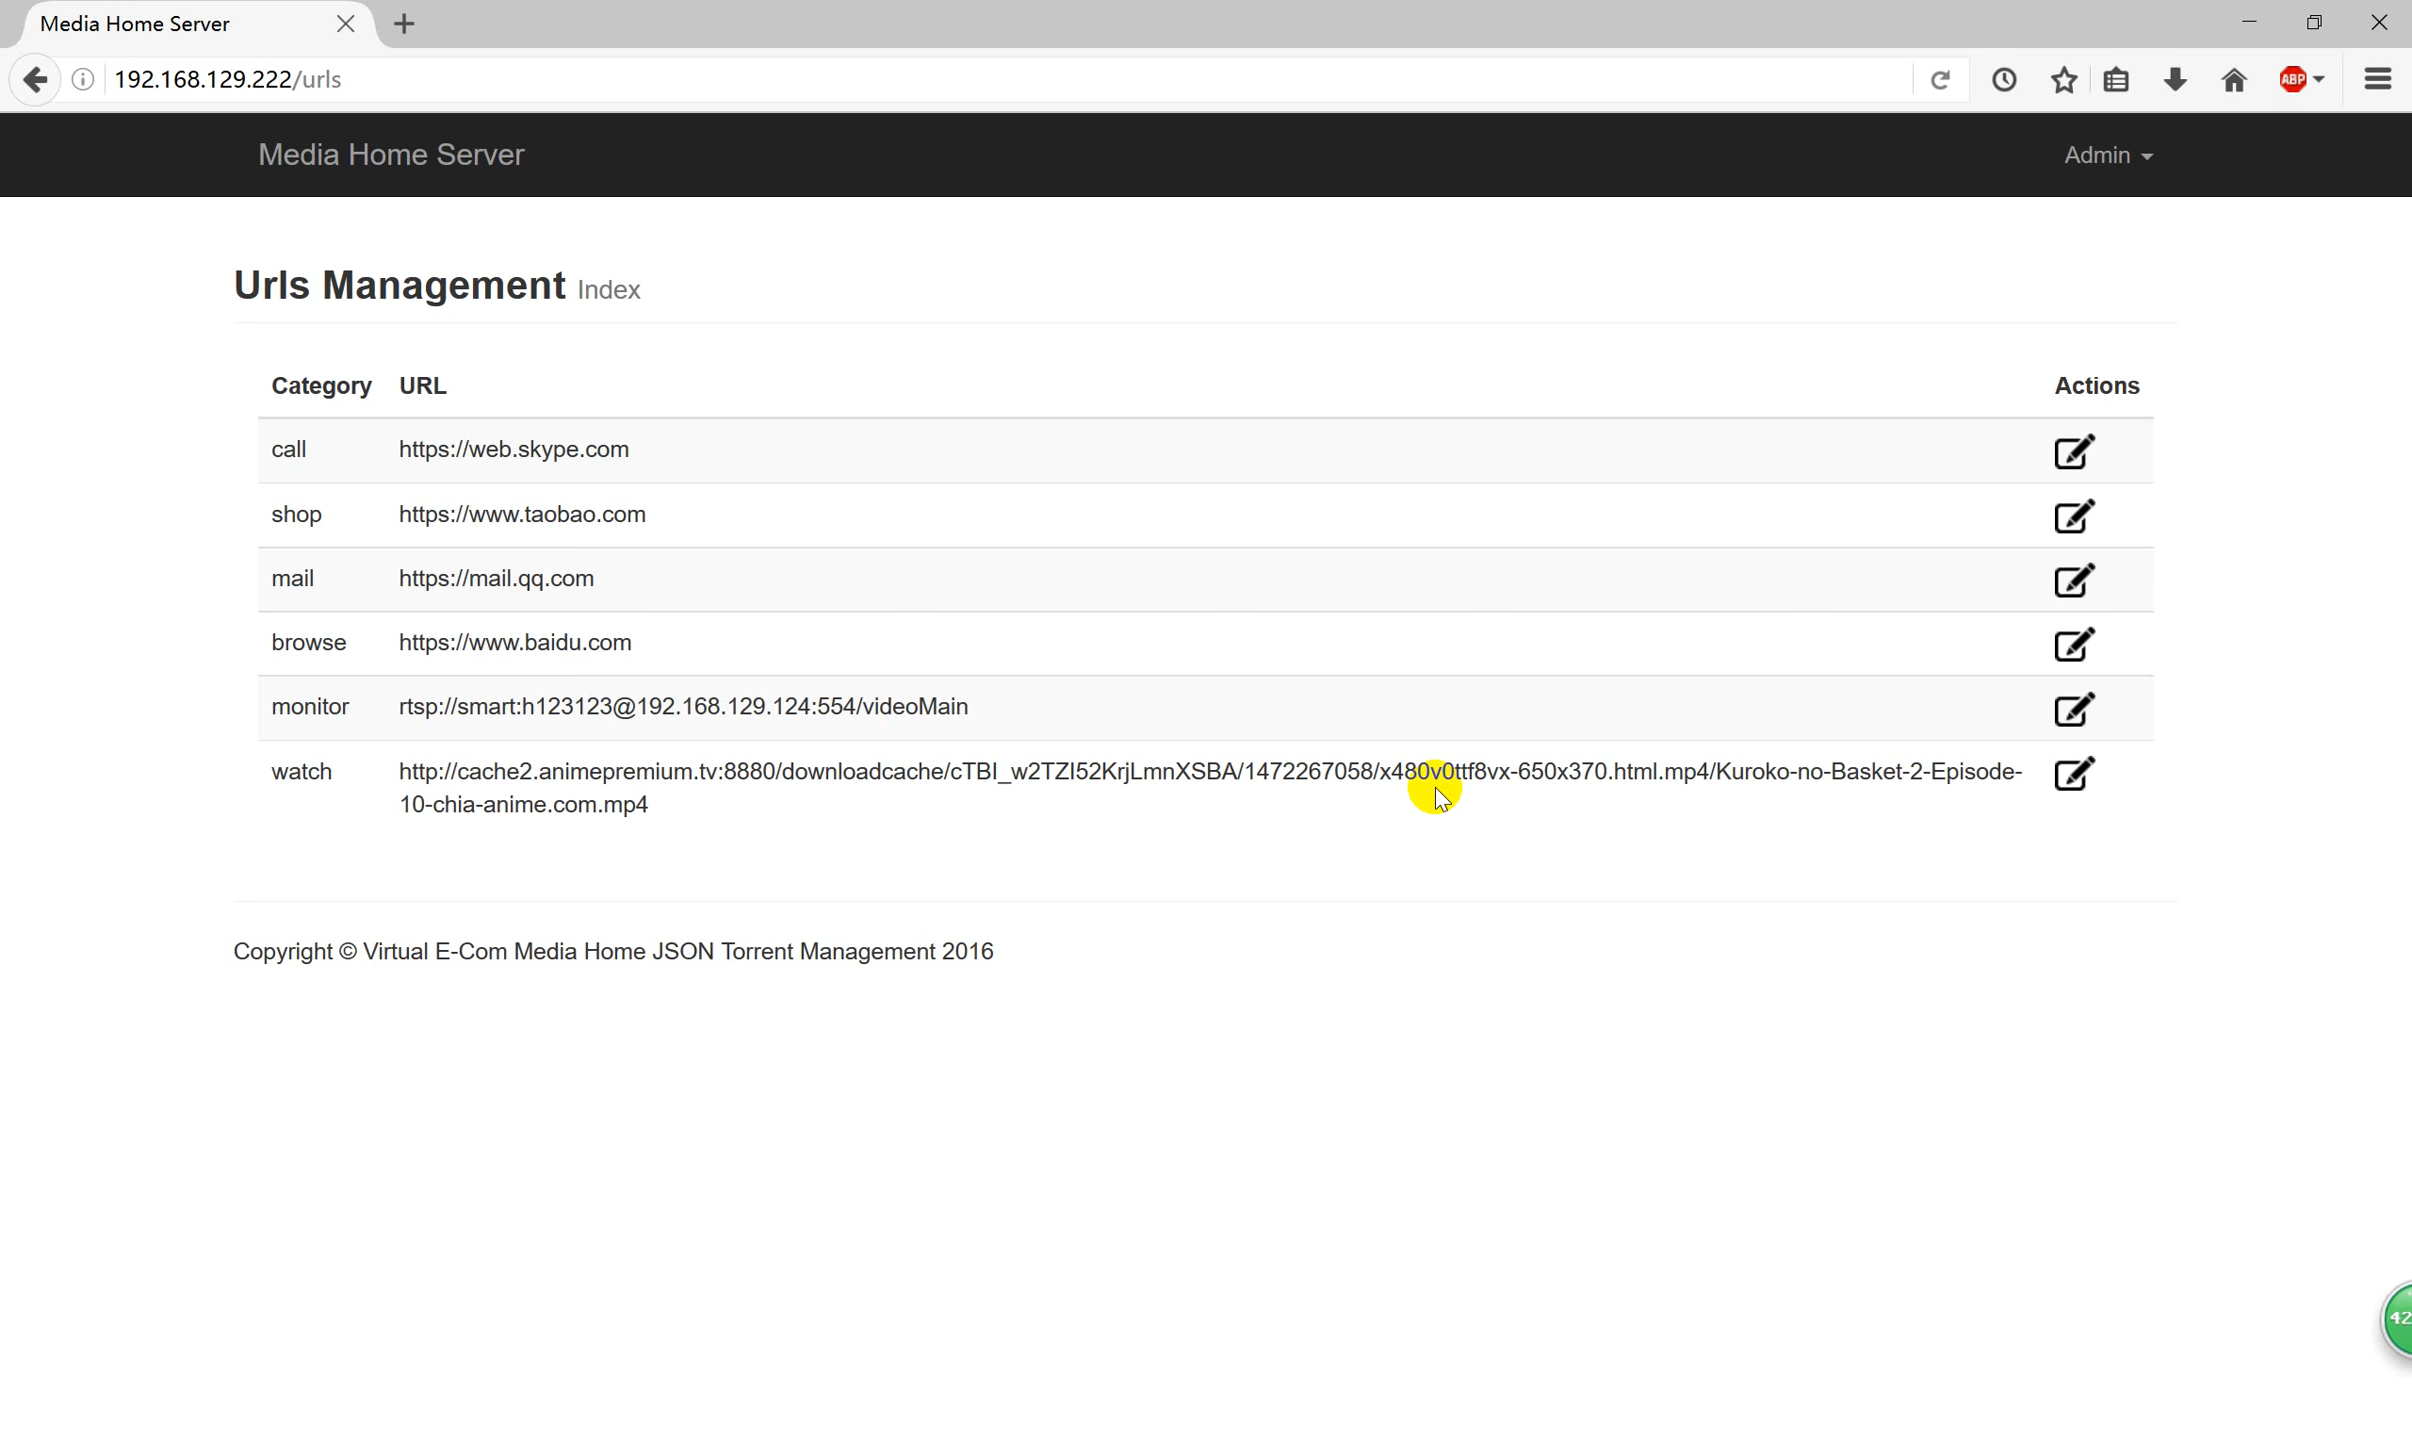 Media Home Server
192.168.129.222/urls
ABP
Media Home Server Admin
Urls Management Index
Category URL Actions
call https://web.skype.com
shop https://www.taobao.com
mail https://mail.qq.com
browse https://www.baidu.com
monitor rtsp://smart:h123123@192.168.129.124:554/videoMain
watch http://cache2.animepremium.tv:8880/downloadcache/cTBI_w2TZI52KrjLmnXSBA/1472267058/x480v0ttf8vx-650x370.html.mp4/Kuroko-no-Basket-2-Episode-
10-chia-anime.com.mp4
Copyright © Virtual E-Com Media Home JSON Torrent Management 2016
42